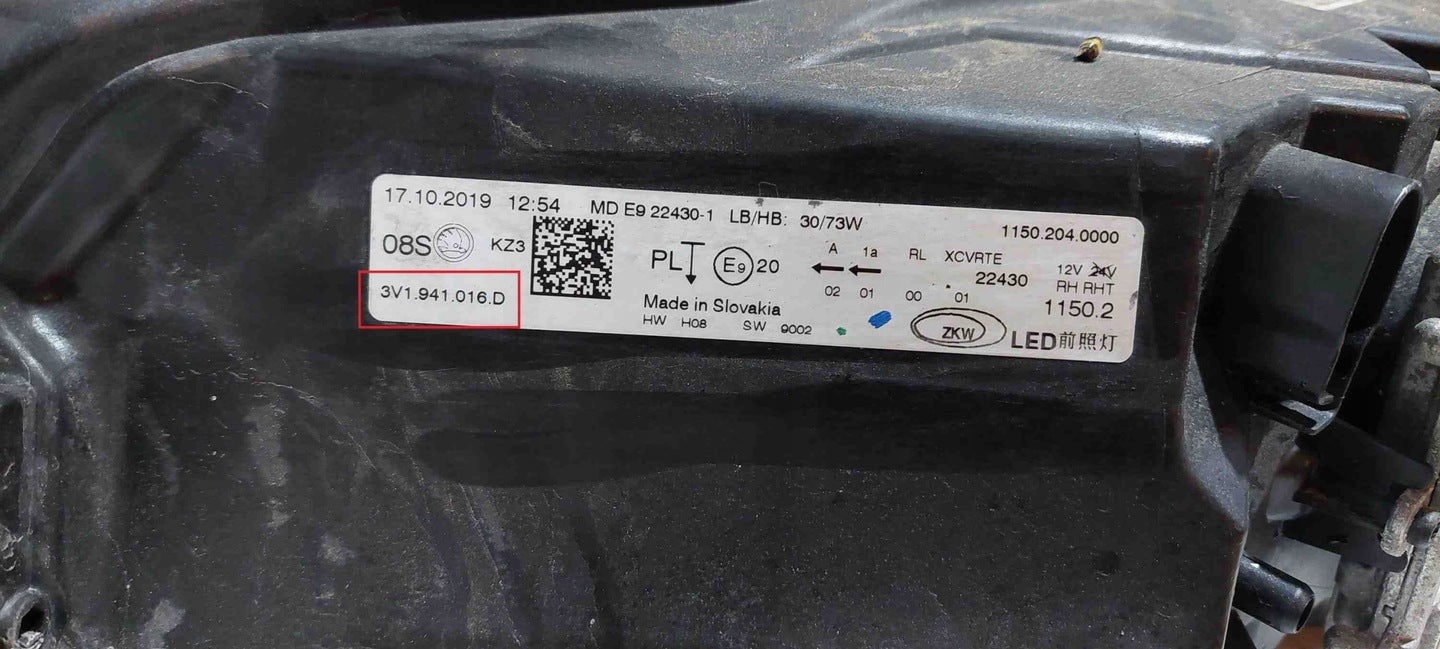 17.10.2019 12:54 MD E9 22430-1 LB/HB: 30/73W 1150.204.0000
08S KZ3 PL E9 20 A 1a RL XCVRTE 12V 24V
02 01 00 01 22430 RH RHT
3V1.941.016.D Made in Slovakia 1150.2
HW H08 SW 9002 ZKW LED前照灯